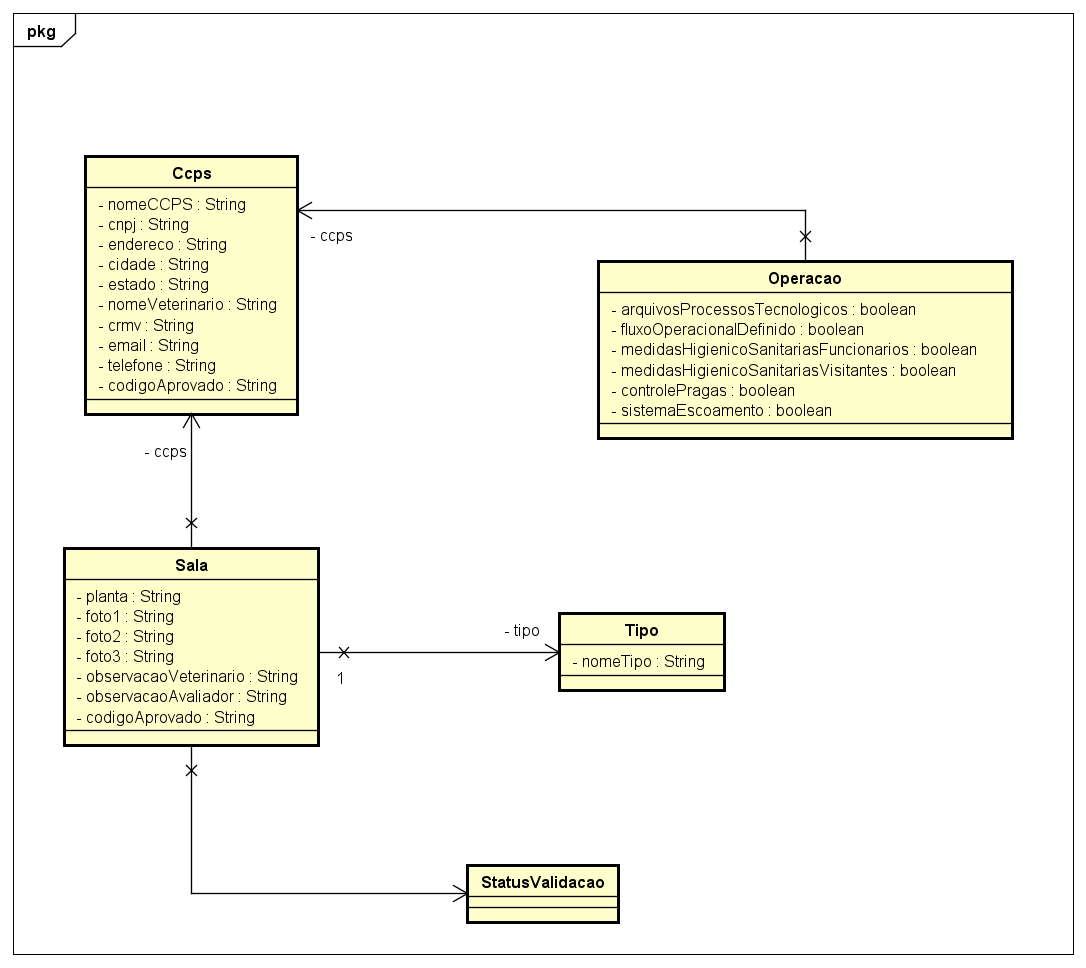 pkg
Ccps
- nomeCCPS : String
- cnpj : String
- endereco : String
- cidade : String
- estado : String
- nomeVeterinario : String
- crmv : String
- email : String
- telefone : String
- codigoAprovado : String
- ccps
Operacao
- arquivosProcessosTecnologicos : boolean
- fluxoOperacionalDefinido : boolean
- medidasHigienicoSanitariasFuncionarios : boolean
- medidasHigienicoSanitariasVisitantes : boolean
- controlePragas : boolean
- sistemaEscoamento : boolean
- ccps
Sala
- planta : String
- foto1 : String
- foto2 : String
- foto3 : String
- observacaoVeterinario : String
- observacaoAvaliador : String
- codigoAprovado : String
- tipo
1
Tipo
- nomeTipo : String
StatusValidacao